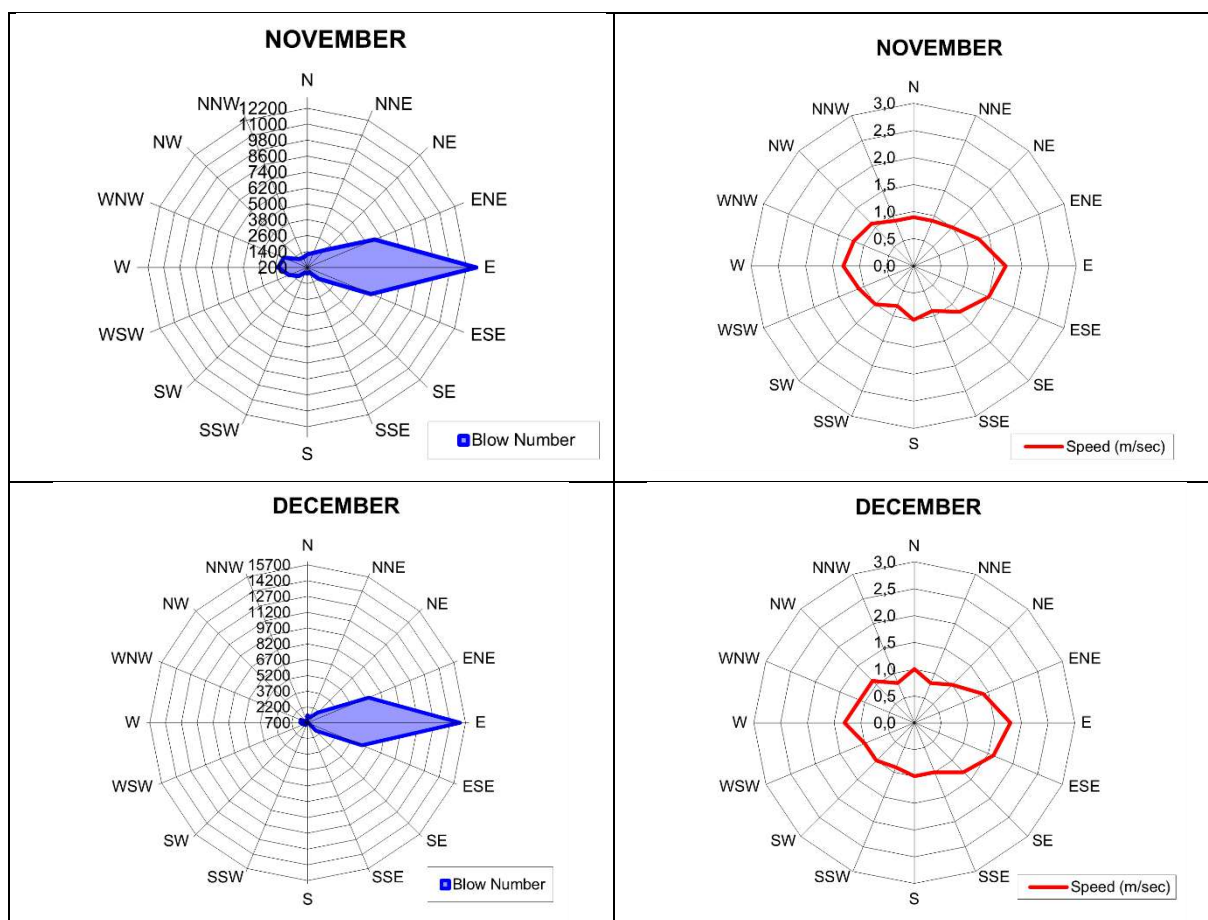 NOVEMBER
N
NNE
NE
ENE
E
ESE
SE
SSE
S
SSW
SW
WSW
W
WNW
NW
NNW
12200
11000
9800
8600
7400
6200
5000
3800
2600
1400
200
Blow Number
NOVEMBER
N
NNE
NE
ENE
E
ESE
SE
SSE
S
SSW
SW
WSW
W
WNW
NW
NNW
3,0
2,5
2,0
1,5
1,0
0,5
0,0
Speed (m/sec)
DECEMBER
N
NNE
NE
ENE
E
ESE
SE
SSE
S
SSW
SW
WSW
W
WNW
NW
NNW
15700
14200
12700
11200
9700
8200
6700
5200
3700
2200
700
Blow Number
DECEMBER
N
NNE
NE
ENE
E
ESE
SE
SSE
S
SSW
SW
WSW
W
WNW
NW
NNW
3,0
2,5
2,0
1,5
1,0
0,5
0,0
Speed (m/sec)